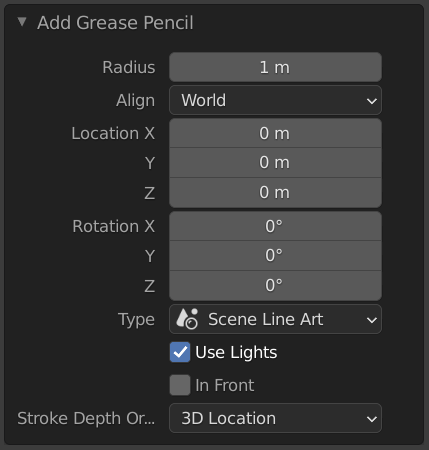 Add Grease Pencil
Radius 1 m
Align World
Location X 0 m
Y 0 m
Z 0 m
Rotation X 0°
Y 0°
Z 0°
Type Scene Line Art
Use Lights
In Front
Stroke Depth Or... 3D Location